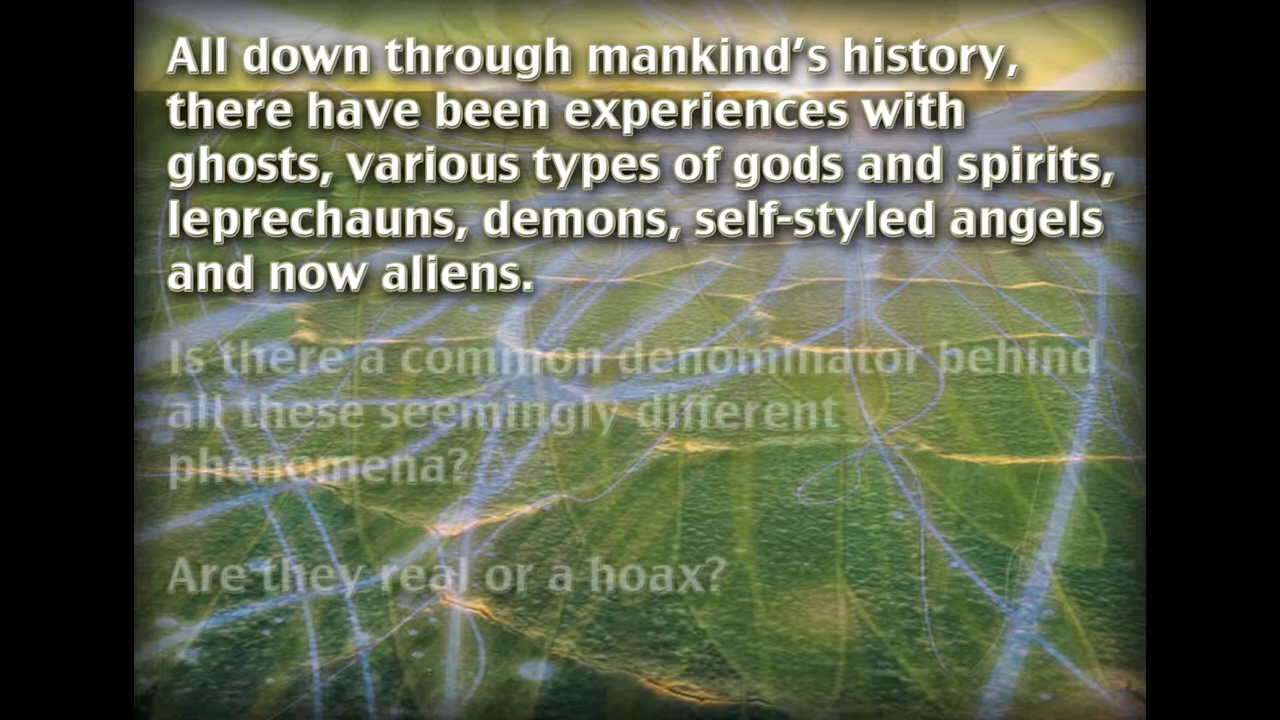 All down through mankind’s history,
there have been experiences with
ghosts, various types of gods and spirits,
leprechauns, demons, self-styled angels
and now aliens.
Is there a common denominator behind
all these seemingly different
phenomena?
Are they real or a hoax?